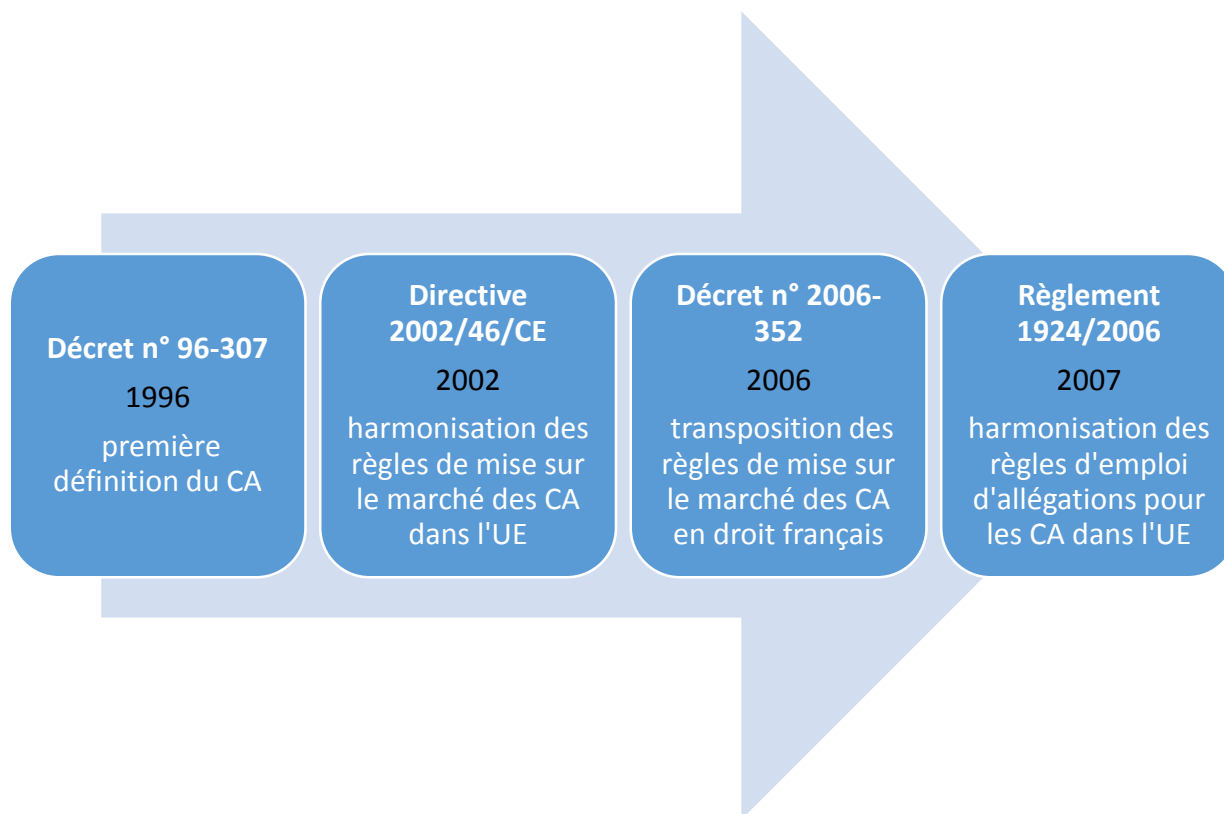 Décret n° 96-307
1996
première
définition du CA
Directive
2002/46/CE
2002
harmonisation des
règles de mise sur
le marché des CA
dans l'UE
Décret n° 2006-
352
2006
transposition des
règles de mise sur
le marché des CA
en droit français
Règlement
1924/2006
2007
harmonisation des
règles d'emploi
d'allégations pour
les CA dans l'UE